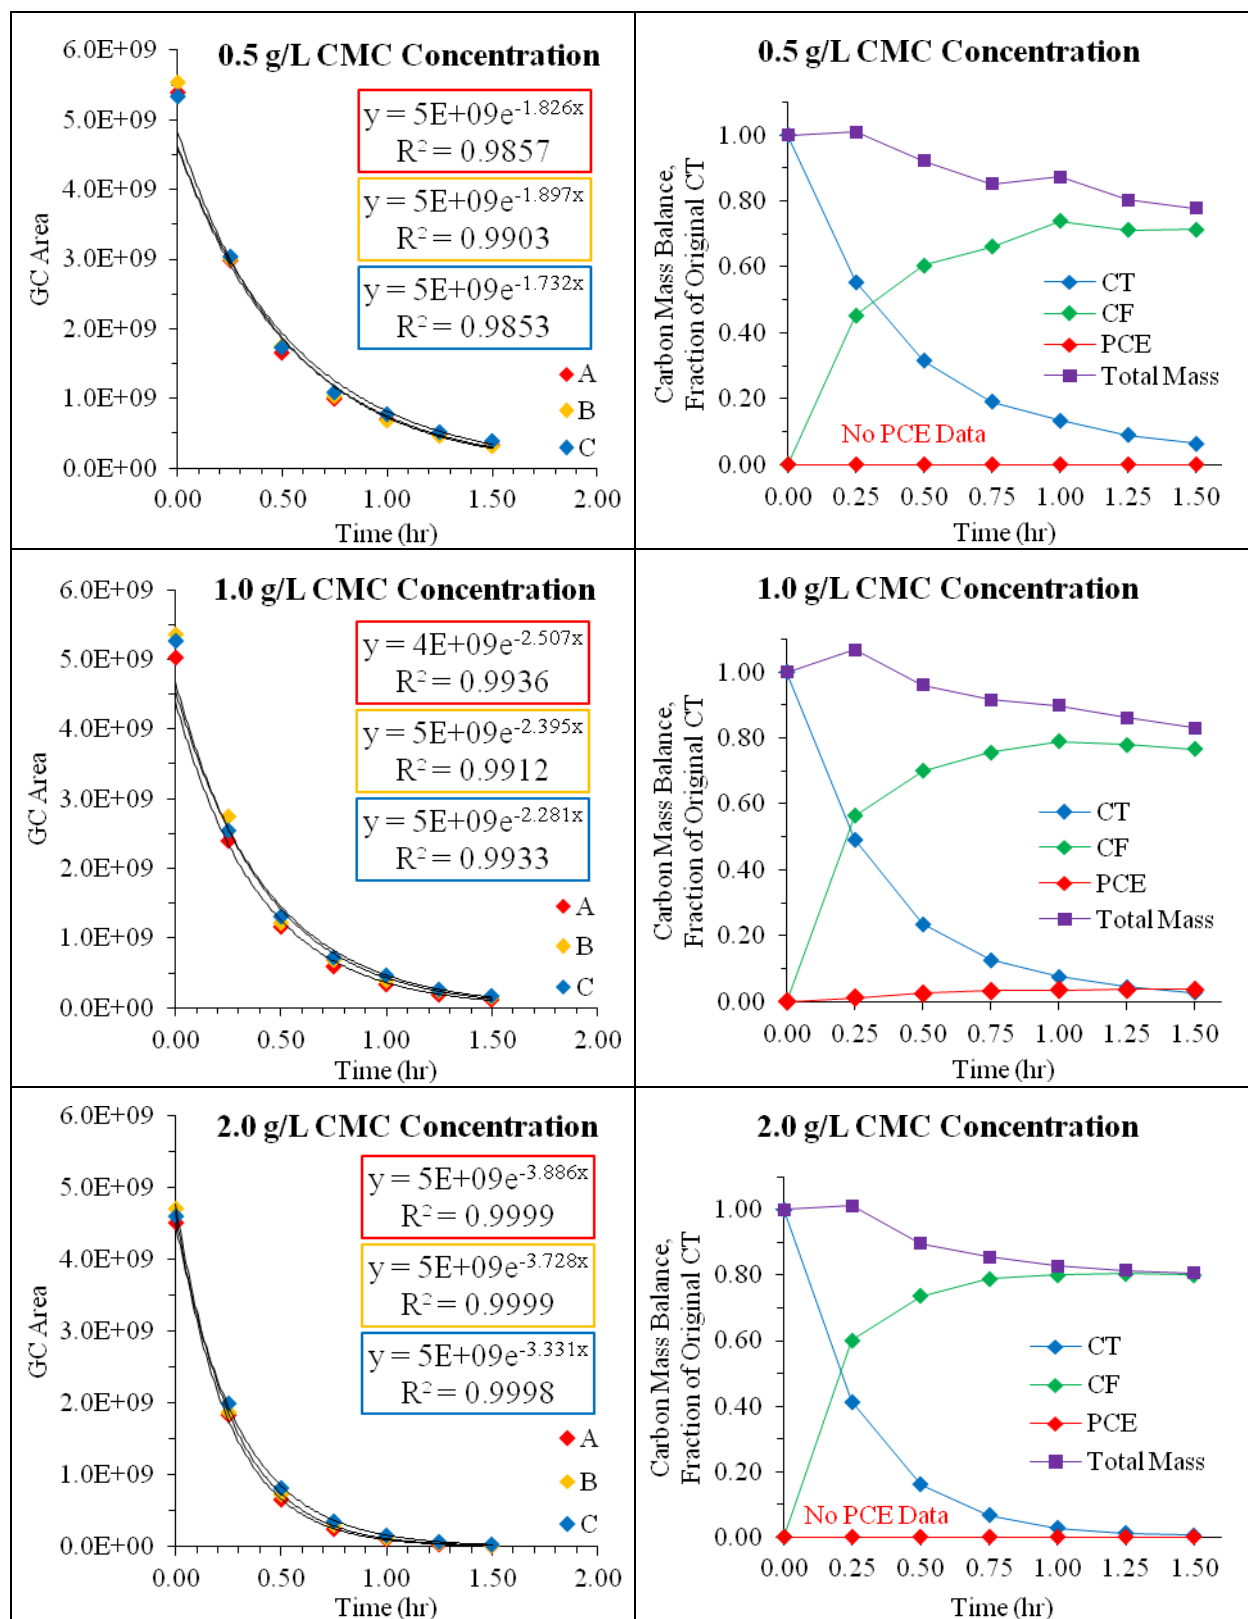 0.5 g/L CMC Concentration
6.0E+09
5.0E+09
4.0E+09
3.0E+09
2.0E+09
1.0E+09
0.0E+00
GC Area
y = 5E+09e^-1.826x
R² = 0.9857
y = 5E+09e^-1.897x
R² = 0.9903
y = 5E+09e^-1.732x
R² = 0.9853
A
B
C
0.00 0.50 1.00 1.50 2.00
Time (hr)
0.5 g/L CMC Concentration
1.00
0.80
0.60
0.40
0.20
0.00
Carbon Mass Balance,
Fraction of Original CT
CT
CF
PCE
Total Mass
No PCE Data
0.00 0.25 0.50 0.75 1.00 1.25 1.50
Time (hr)
1.0 g/L CMC Concentration
6.0E+09
5.0E+09
4.0E+09
3.0E+09
2.0E+09
1.0E+09
0.0E+00
GC Area
y = 4E+09e^-2.507x
R² = 0.9936
y = 5E+09e^-2.395x
R² = 0.9912
y = 5E+09e^-2.281x
R² = 0.9933
A
B
C
0.00 0.50 1.00 1.50 2.00
Time (hr)
1.0 g/L CMC Concentration
1.00
0.80
0.60
0.40
0.20
0.00
Carbon Mass Balance,
Fraction of Original CT
CT
CF
PCE
Total Mass
0.00 0.25 0.50 0.75 1.00 1.25 1.50
Time (hr)
2.0 g/L CMC Concentration
6.0E+09
5.0E+09
4.0E+09
3.0E+09
2.0E+09
1.0E+09
0.0E+00
GC Area
y = 5E+09e^-3.886x
R² = 0.9999
y = 5E+09e^-3.728x
R² = 0.9999
y = 5E+09e^-3.331x
R² = 0.9998
A
B
C
0.00 0.50 1.00 1.50 2.00
Time (hr)
2.0 g/L CMC Concentration
1.00
0.80
0.60
0.40
0.20
0.00
Carbon Mass Balance,
Fraction of Original CT
CT
CF
PCE
Total Mass
No PCE Data
0.00 0.25 0.50 0.75 1.00 1.25 1.50
Time (hr)